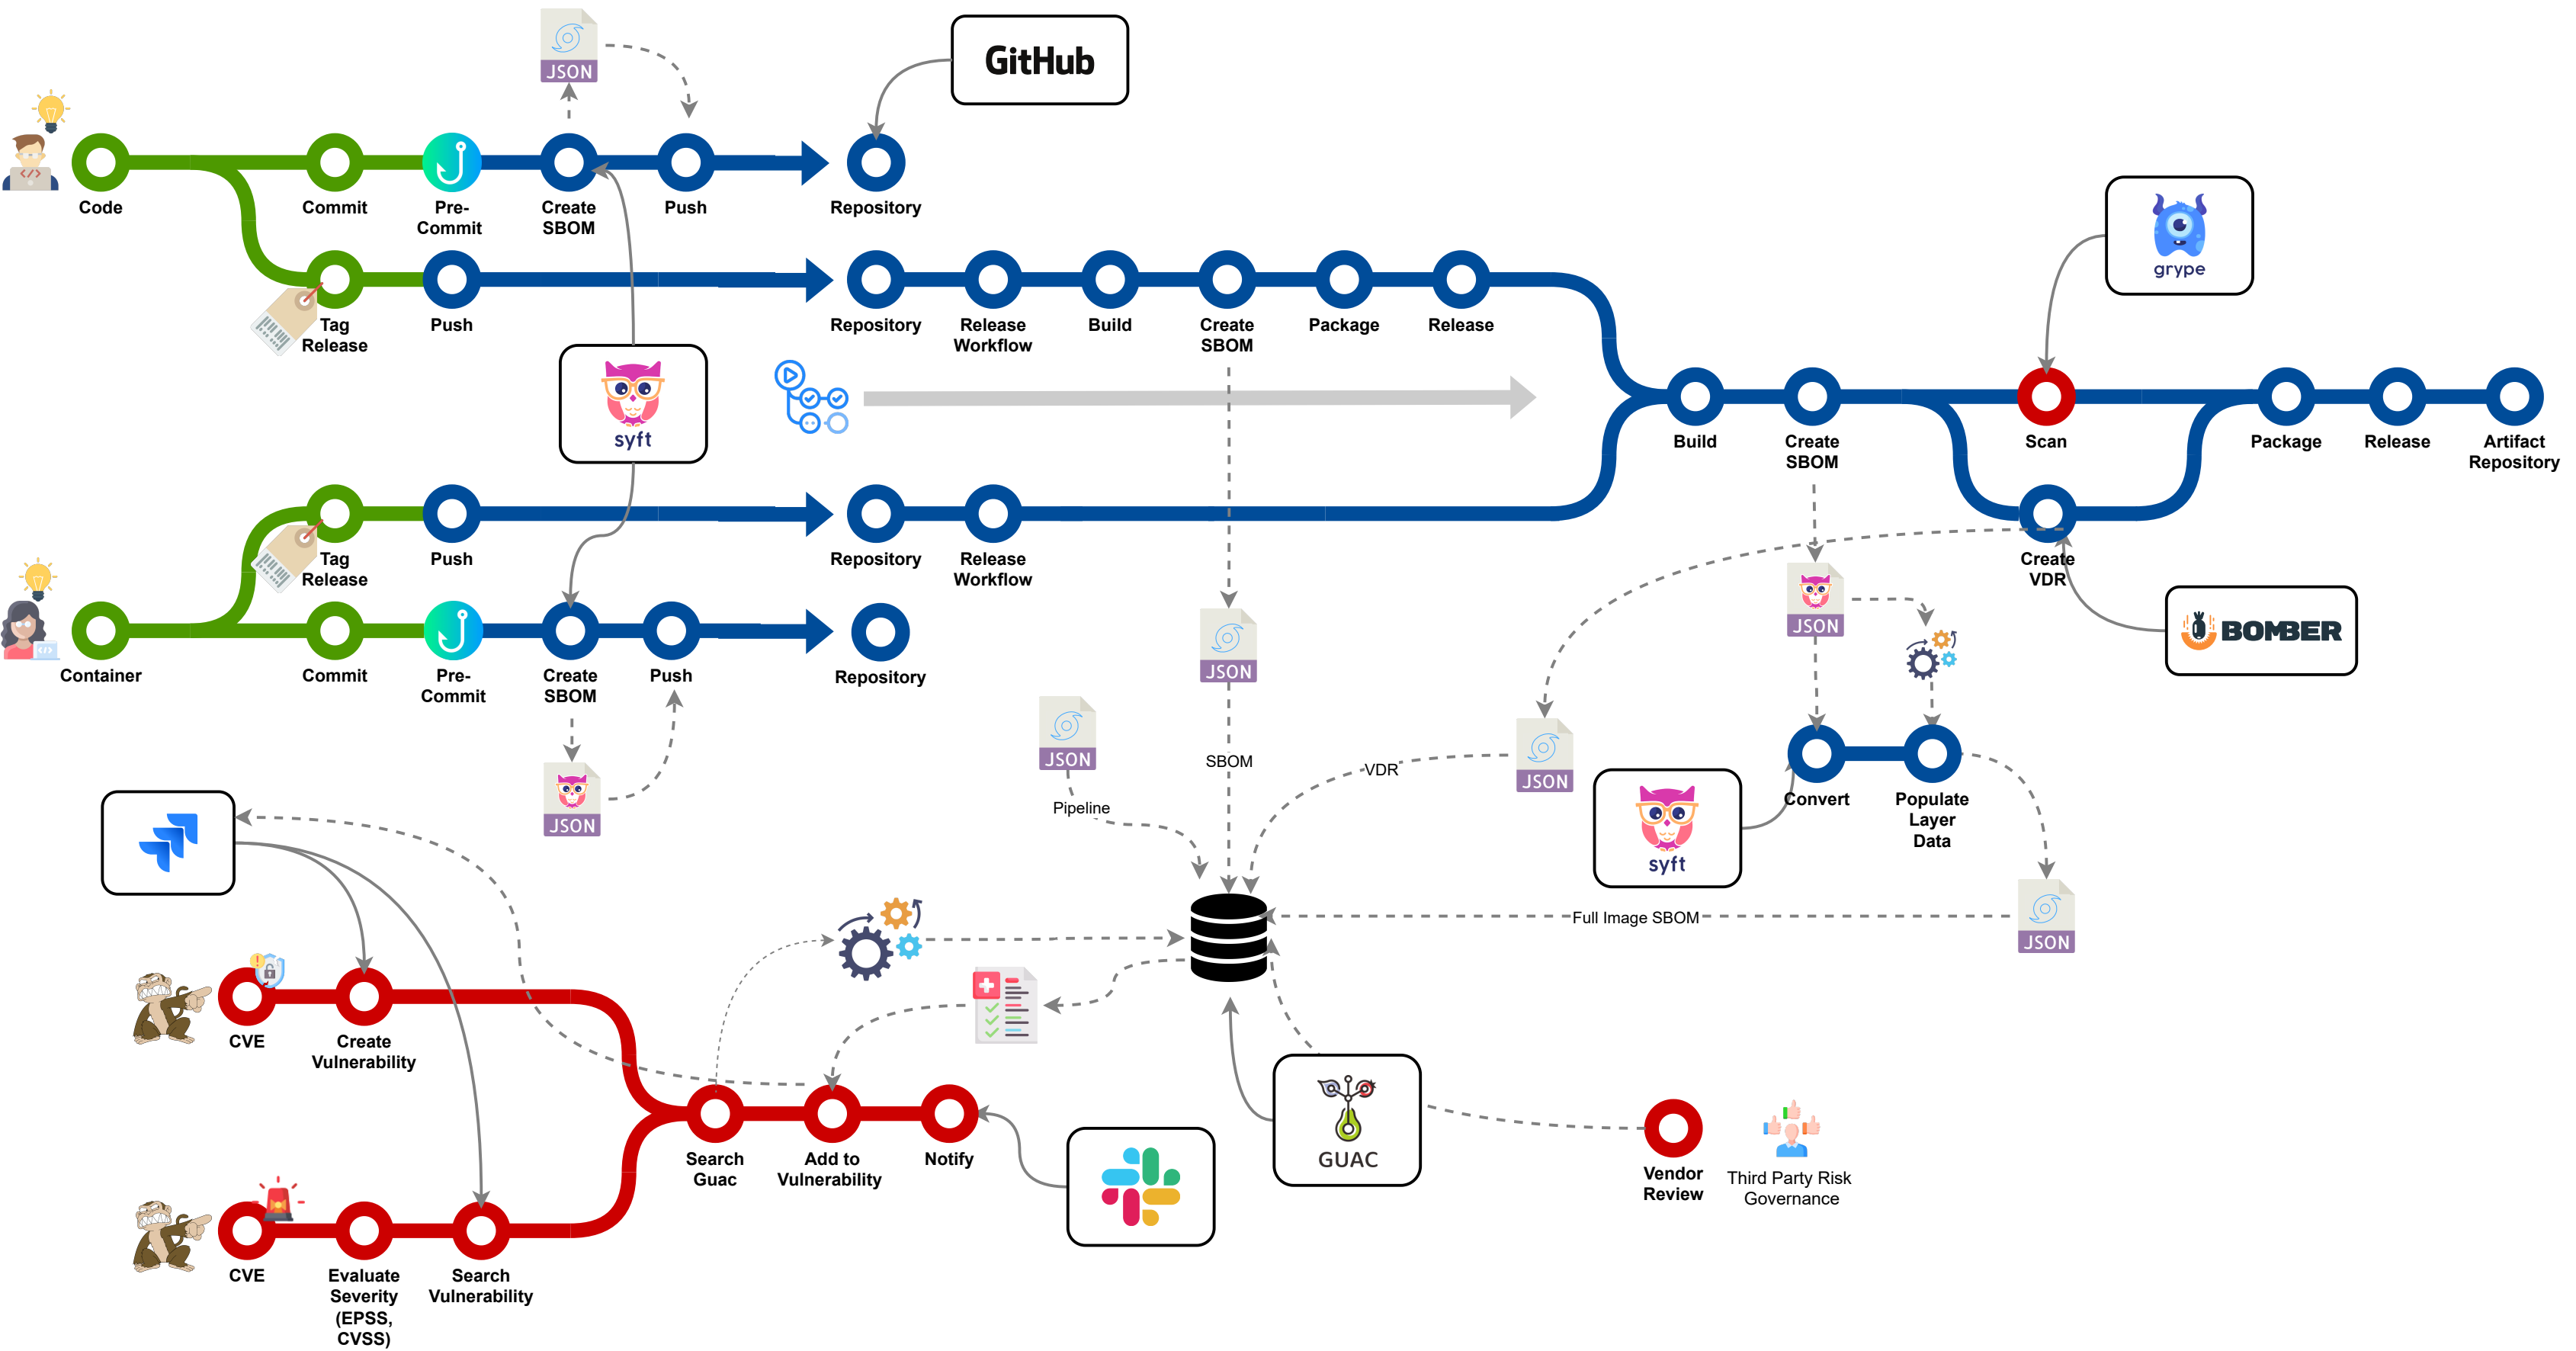 JSON
GitHub
Code
Commit
Pre-
Commit
Create
SBOM
Push
Repository
grype
Tag
Release
Push
Repository
Release
Workflow
Build
Create
SBOM
Package
Release
syft
Build
Create
SBOM
Scan
Package
Release
Artifact
Repository
Tag
Release
Push
Repository
Release
Workflow
Create
VDR
JSON
BOMBER
Container
Commit
Pre-
Commit
Create
SBOM
Push
Repository
JSON
JSON
JSON
JSON
Pipeline
SBOM
VDR
syft
Convert
Populate
Layer
Data
Full Image SBOM
JSON
CVE
Create
Vulnerability
Search
Guac
Add to
Vulnerability
Notify
GUAC
Vendor
Review
Third Party Risk
Governance
CVE
Evaluate
Severity
(EPSS,
CVSS)
Search
Vulnerability